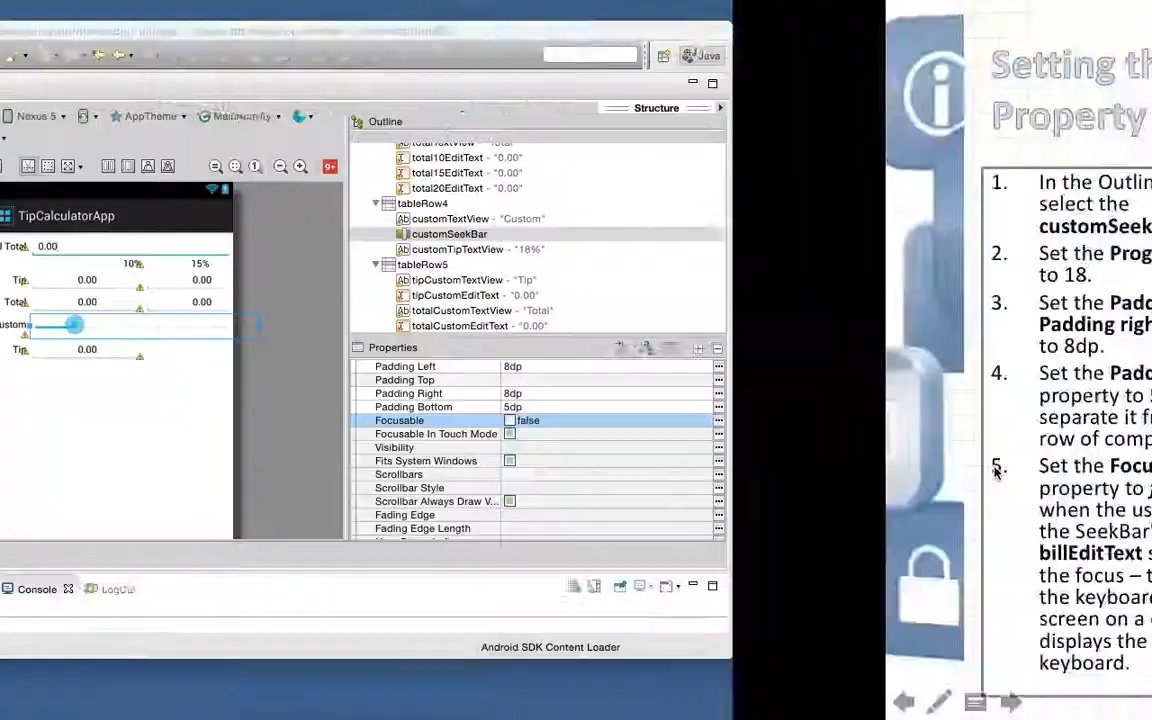 Java
Structure
Nexus 5
AppTheme
Outline
total10EditText - "0.00"
total15EditText - "0.00"
total20EditText - "0.00"
tableRow4
customTextView - "Custom"
customSeekBar
customTipTextView - "18%"
tableRow5
tipCustomTextView - "Tip"
tipCustomEditText - "0.00"
totalCustomTextView - "Total"
totalCustomEditText - "0.00"
9+
TipCalculatorApp
l Total 0.00
10% 15%
Tip 0.00 0.00
Total 0.00 0.00
ustom
Tip 0.00
Properties
Padding Left 8dp
Padding Top
Padding Right 8dp
Padding Bottom 5dp
Focusable false
Focusable In Touch Mode
Visibility
Fits System Windows
Scrollbars
Scrollbar Style
Scrollbar Always Draw V...
Fading Edge
Fading Edge Length
Console LogCat
Android SDK Content Loader
Setting th
Property
1. In the Outlin
select the
customSeek
2. Set the Prog
to 18.
3. Set the Padd
Padding righ
to 8dp.
4. Set the Padd
property to 5
separate it fr
row of comp
5. Set the Focu
property to f
when the us
the SeekBar'
billEditText s
the focus – t
the keyboard
screen on a
displays the
keyboard.